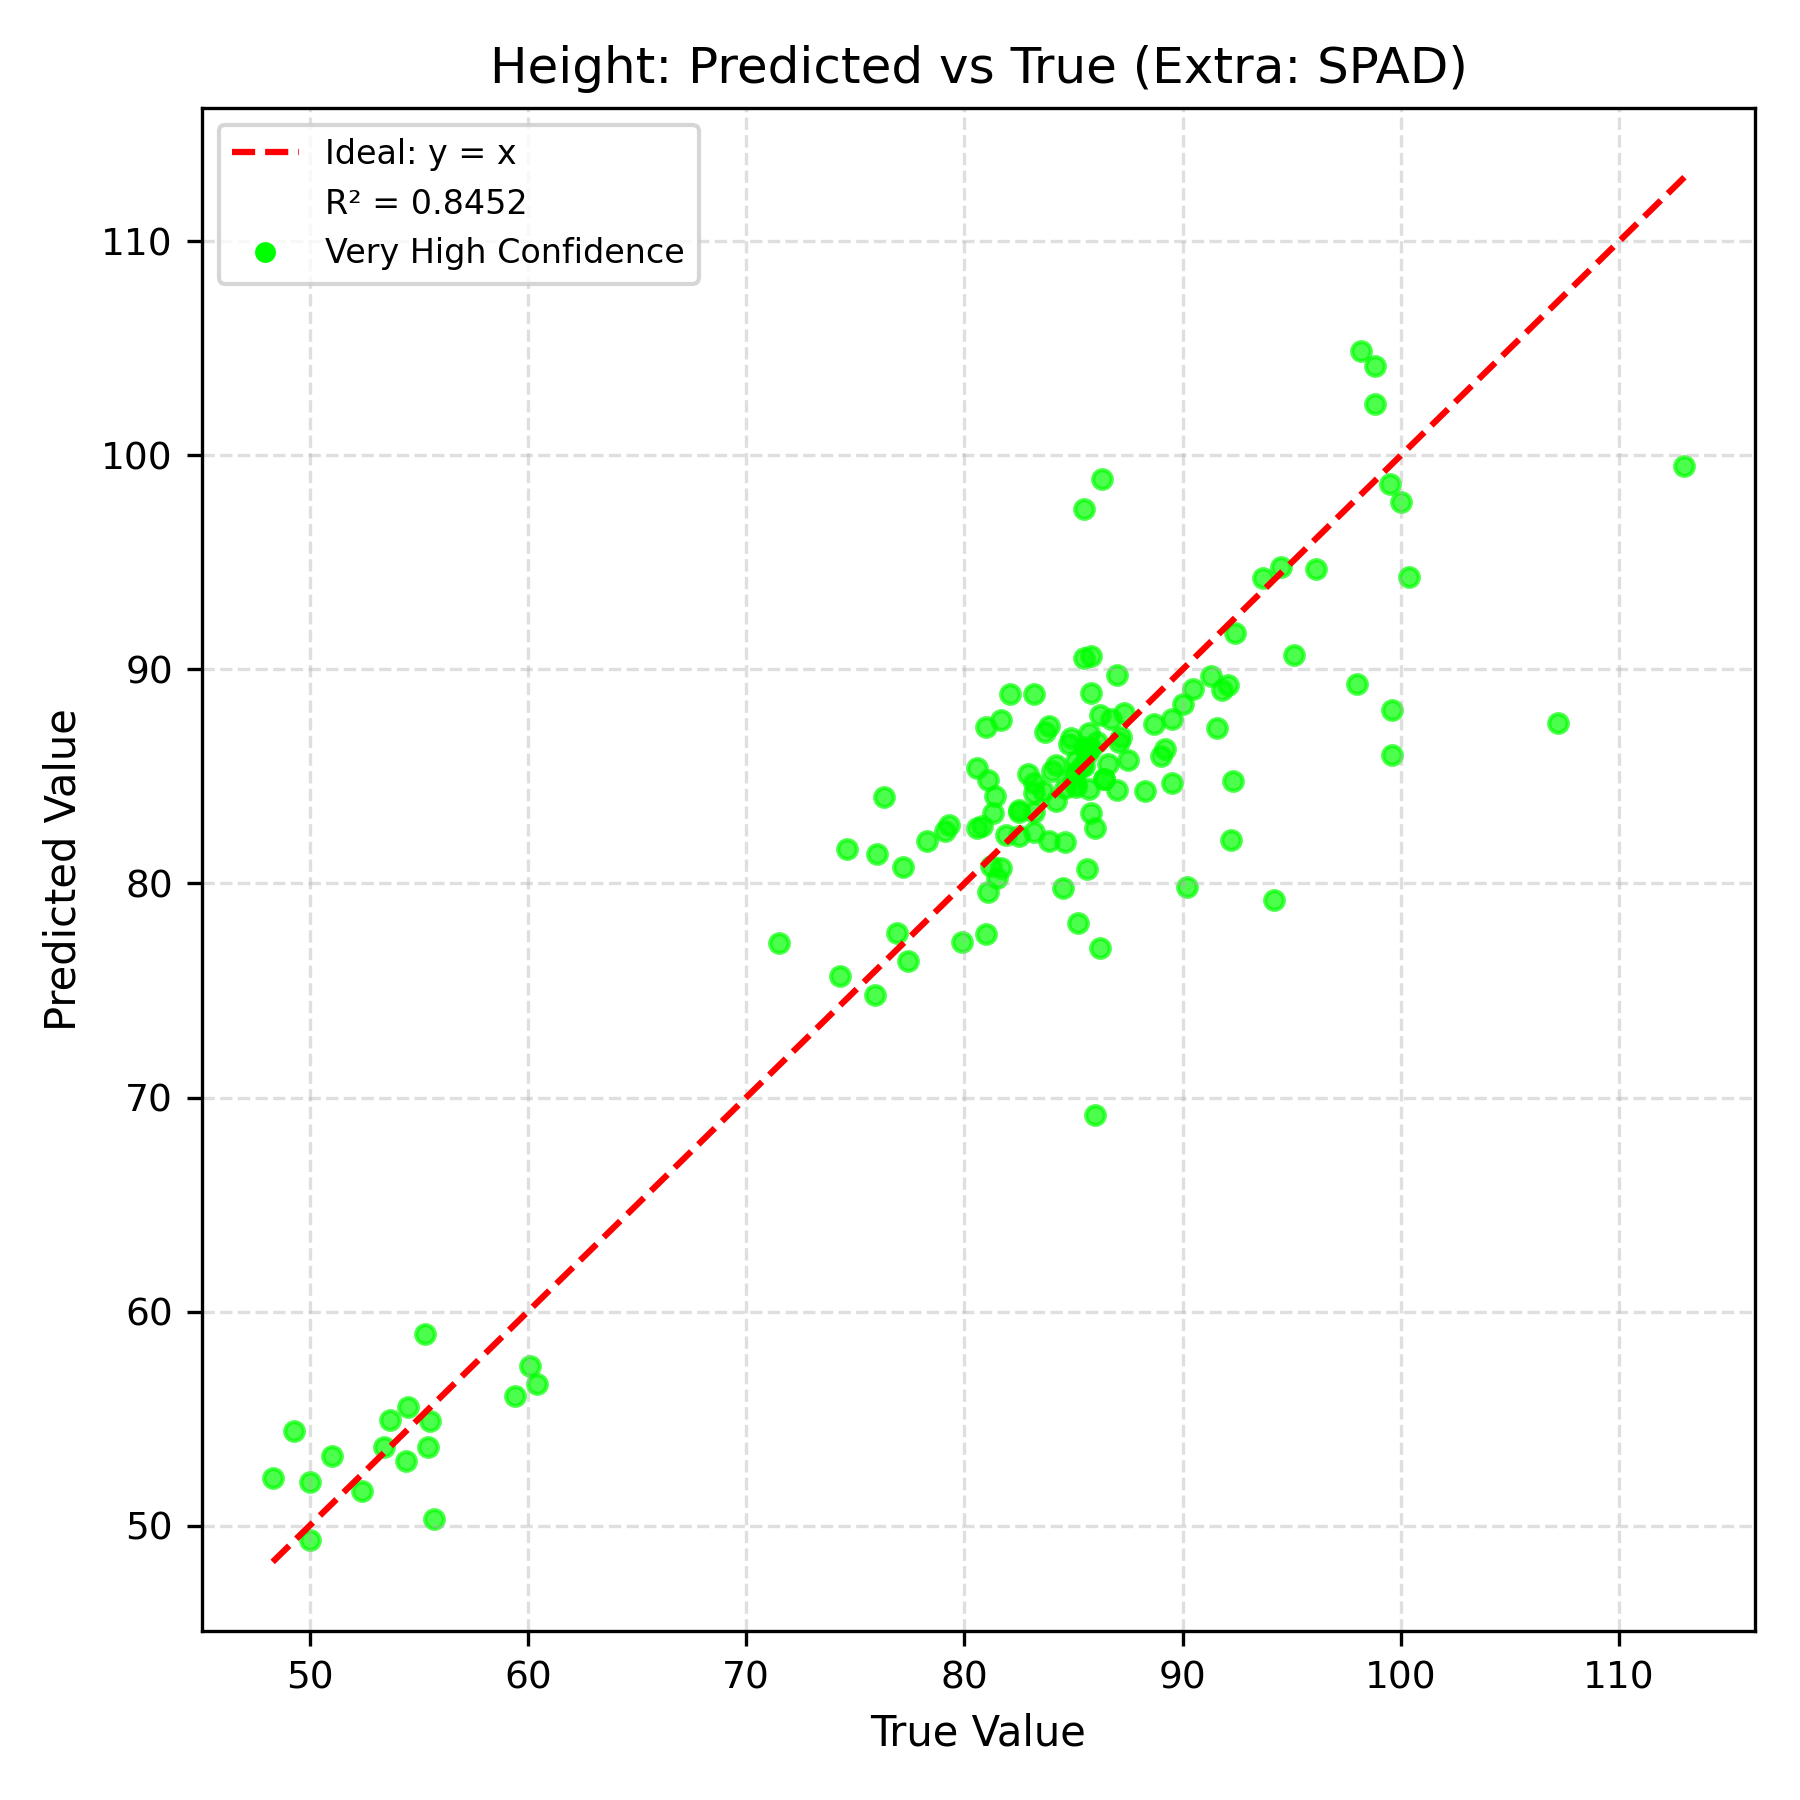 Height: Predicted vs True (Extra: SPAD)
Ideal: y = x
R² = 0.8452
Very High Confidence
Predicted Value
110
100
90
80
70
60
50
50 60 70 80 90 100 110
True Value